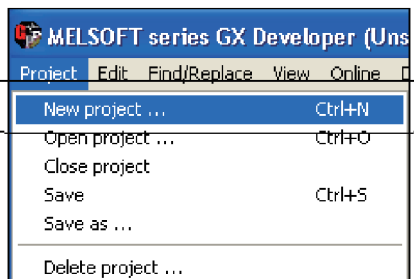 MELSOFT series GX Developer (Uns
Project Edit Find/Replace View Online
New project ... Ctrl+N
Open project ... Ctrl+O
Close project
Save Ctrl+S
Save as ...
Delete project ...